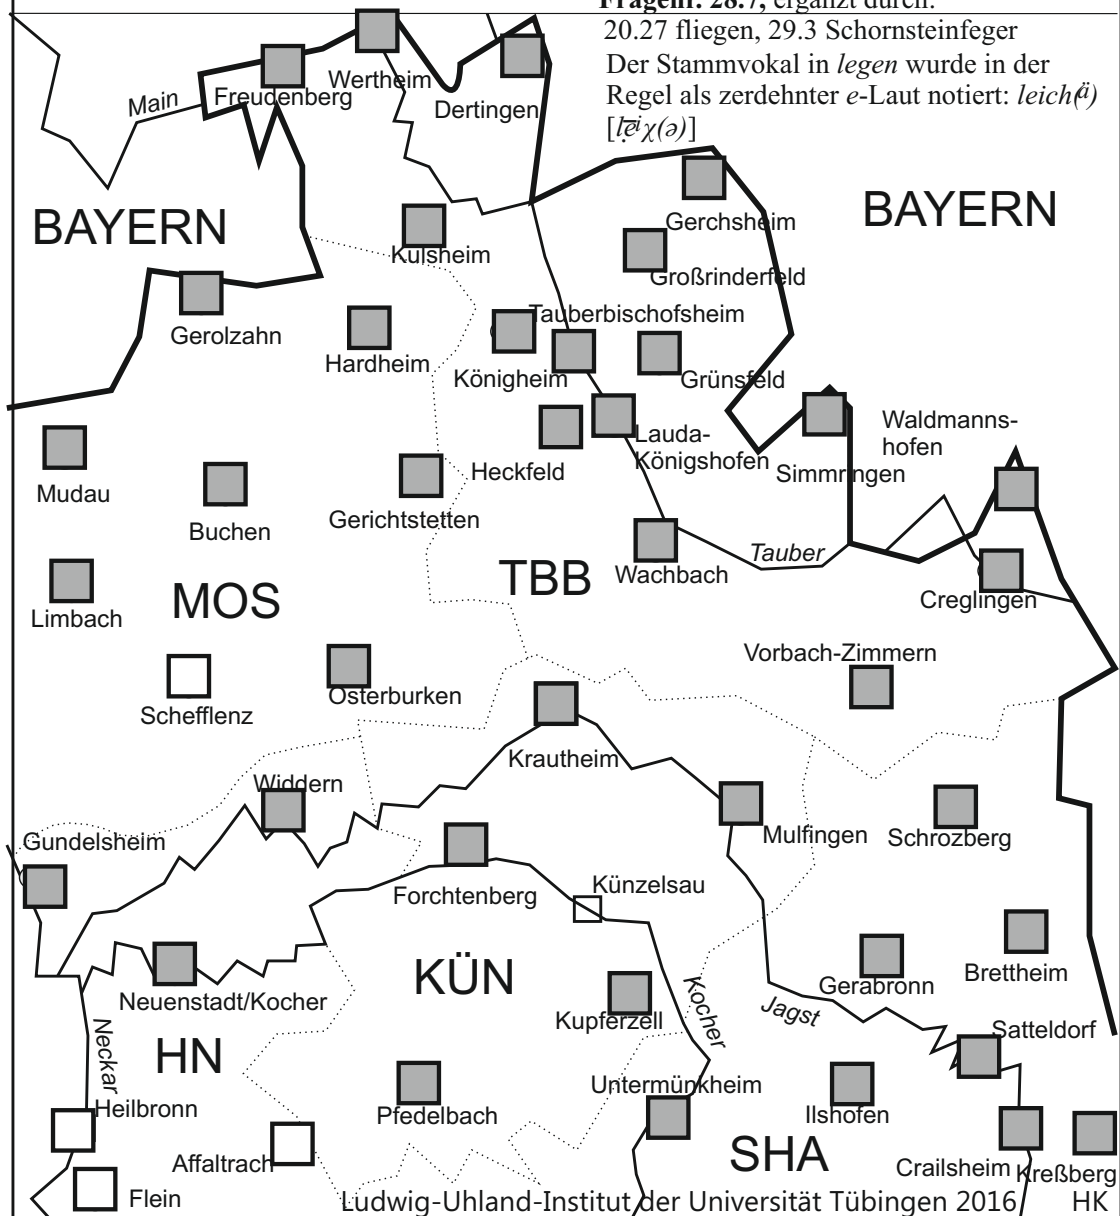 Fragenr. 28.7, ergänzt durch:
20.27 fliegen, 29.3 Schornsteinfeger
Der Stammvokal in legen wurde in der
Regel als zerdehnter e-Laut notiert: leich(ä)
Main
Freudenberg
Wertheim
Dertingen
BAYERN
BAYERN
Gerchsheim
Külsheim
Großrinderfeld
Gerolzahn
Hardheim
Tauberbischofsheim
Königheim
Grünsfeld
Lauda-
Königshofen
Heckfeld
Simmringen
Waldmanns-
hofen
Mudau
Buchen
Gerichtstetten
Wachbach
Tauber
Creglingen
TBB
MOS
Limbach
Schefflenz
Osterburken
Vorbach-Zimmern
Krautheim
Widdern
Gundelsheim
Mulfingen
Schrozberg
Forchtenberg
Künzelsau
KÜN
Neuenstadt/Kocher
Kupferzell
Kocher
Jagst
Gerabronn
Brettheim
Satteldorf
Neckar
HN
Heilbronn
Pfedelbach
Untermünkheim
Ilshofen
Affaltrach
SHA
Crailsheim
Kreßberg
Flein
Ludwig-Uhland-Institut der Universität Tübingen 2016
HK